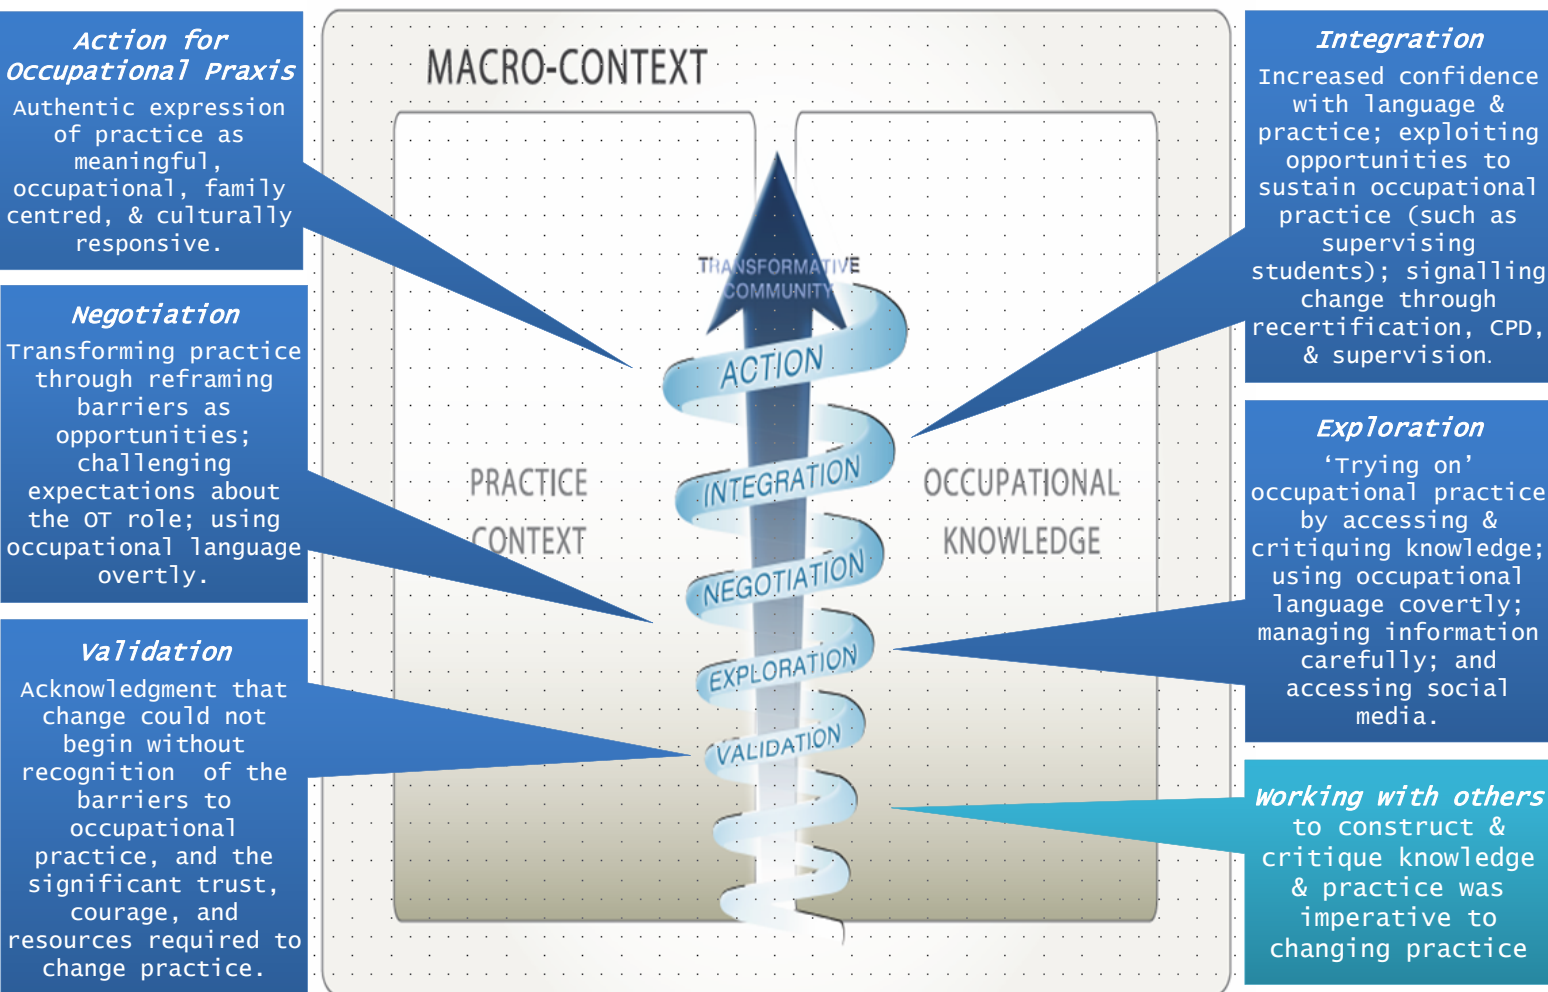 Action for
Occupational Praxis
Authentic expression
of practice as
meaningful,
occupational, family
centred, & culturally
responsive.
Negotiation
Transforming practice
through reframing
barriers as
opportunities;
challenging
expectations about
the OT role; using
occupational language
overtly.
Validation
Acknowledgment that
change could not
begin without
recognition  of the
barriers to
occupational
practice, and the
significant trust,
courage, and
resources required to
change practice.
MACRO-CONTEXT
TRANSFORMATIVE
COMMUNITY
ACTION
INTEGRATION
NEGOTIATION
EXPLORATION
VALIDATION
PRACTICE
CONTEXT
OCCUPATIONAL
KNOWLEDGE
Integration
Increased confidence
with language &
practice; exploiting
opportunities to
sustain occupational
practice (such as
supervising
students); signalling
change through
recertification, CPD,
& supervision.
Exploration
‘Trying on’
occupational practice
by accessing &
critiquing knowledge;
using occupational
language covertly;
managing information
carefully; and
accessing social
media.
Working with others
to construct &
critique knowledge
& practice was
imperative to
changing practice